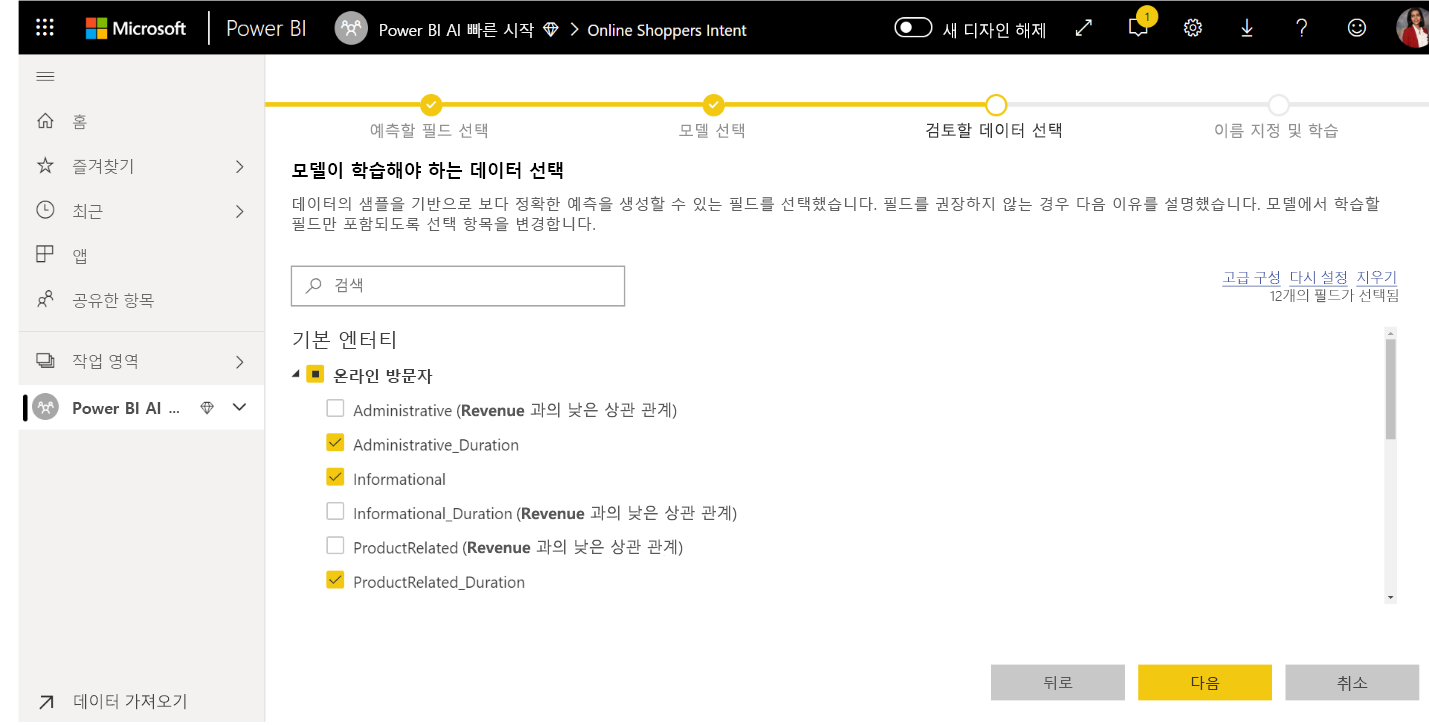 Microsoft Power BI Power BI AI 빠른 시작 > Online Shoppers Intent 새 디자인 해제 1 ?
홈
즐겨찾기
최근
앱
공유한 항목
작업 영역
Power BI AI ...
데이터 가져오기
예측할 필드 선택 모델 선택 검토할 데이터 선택 이름 지정 및 학습
모델이 학습해야 하는 데이터 선택
데이터의 샘플을 기반으로 보다 정확한 예측을 생성할 수 있는 필드를 선택했습니다. 필드를 권장하지 않는 경우 다음 이유를 설명했습니다. 모델에서 학습할
필드만 포함되도록 선택 항목을 변경합니다.
검색
고급 구성 다시 설정 지우기
12개의 필드가 선택됨
기본 엔터티
온라인 방문자
Administrative (Revenue 과의 낮은 상관 관계)
Administrative_Duration
Informational
Informational_Duration (Revenue 과의 낮은 상관 관계)
ProductRelated (Revenue 과의 낮은 상관 관계)
ProductRelated_Duration
뒤로 다음 취소